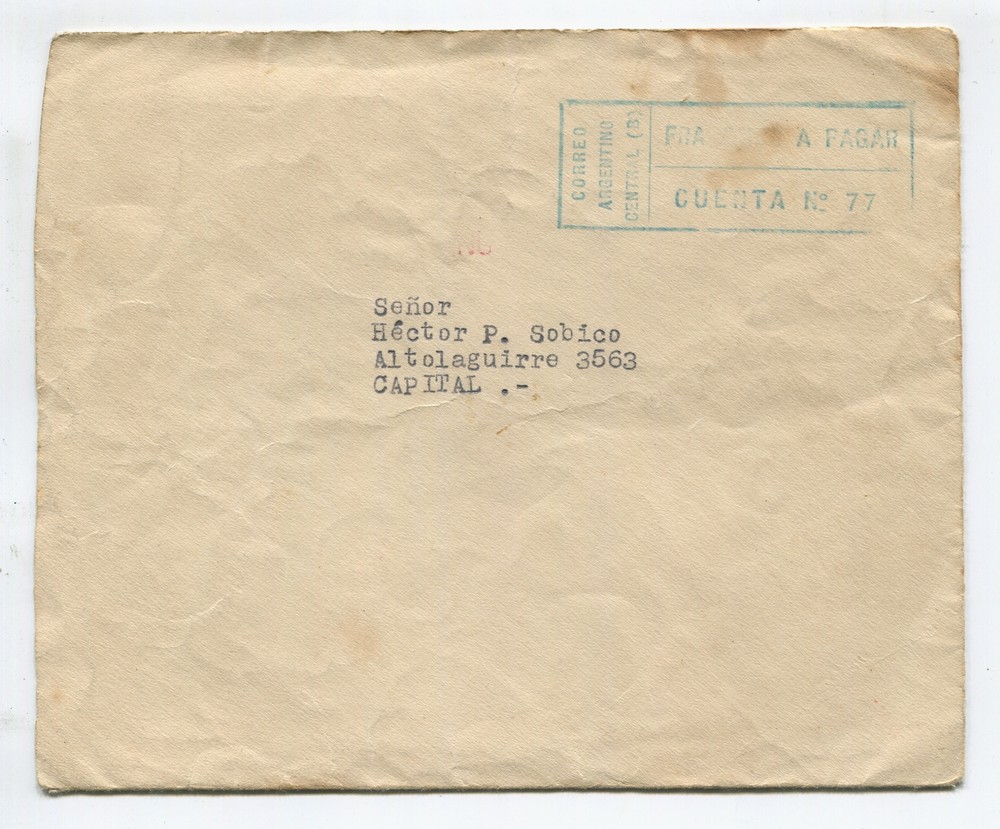 CORREO
ARGENTINO
CENTRAL (B)
A PAGAR
CUENTA Nº 77
Señor
Héctor P. Sobico
Altolaguirre 3563
CAPITAL .-